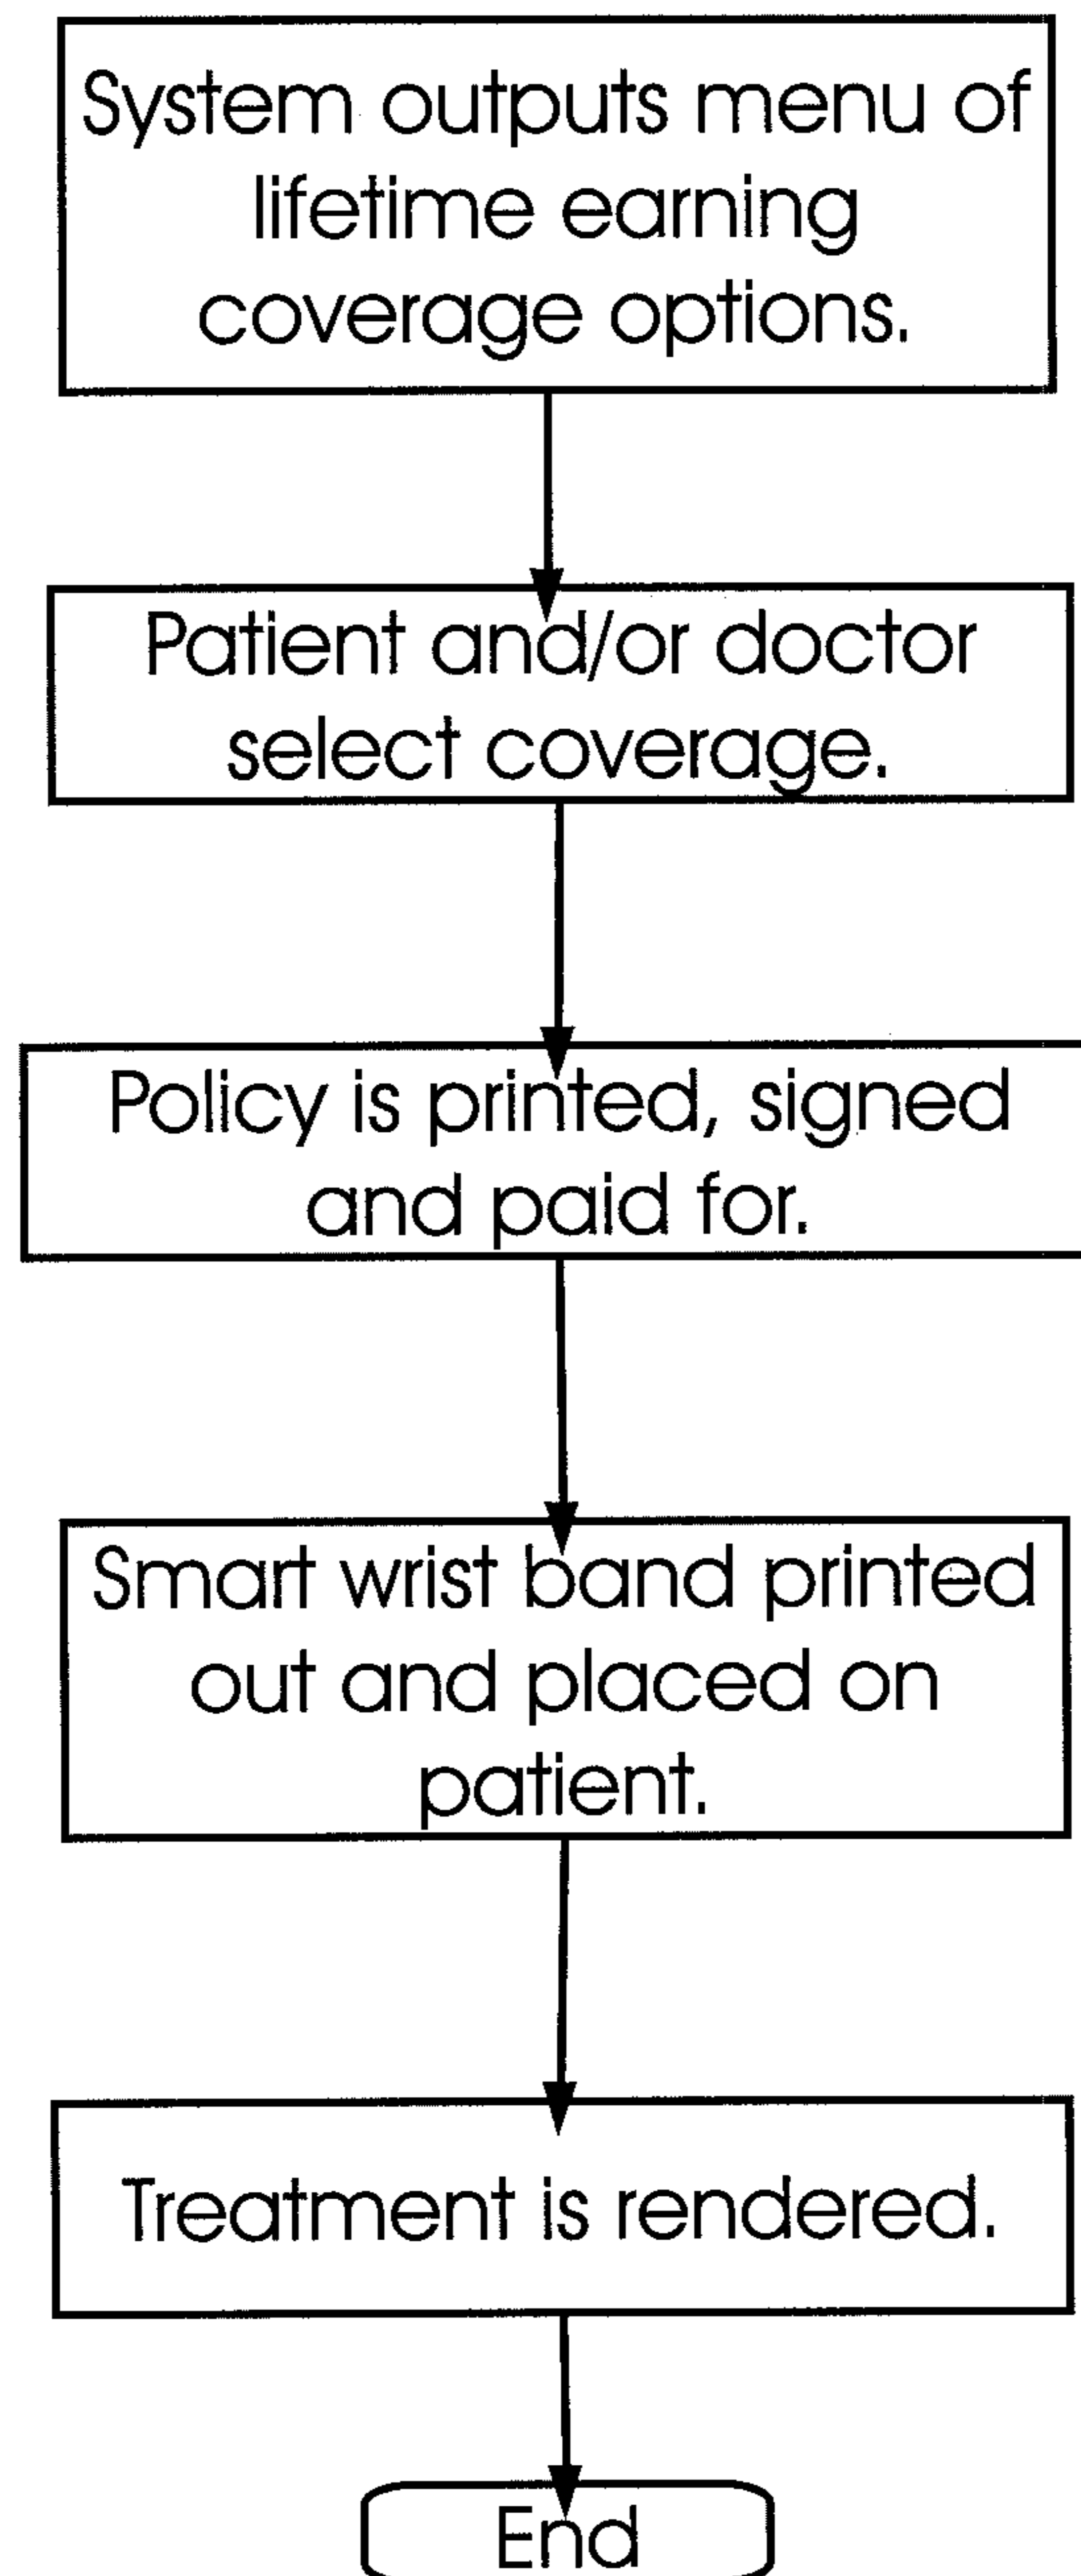 System outputs menu of
lifetime earning
coverage options.
Patient and/or doctor
select coverage.
Policy is printed, signed
and paid for.
Smart wrist band printed
out and placed on
patient.
Treatment is rendered.
End